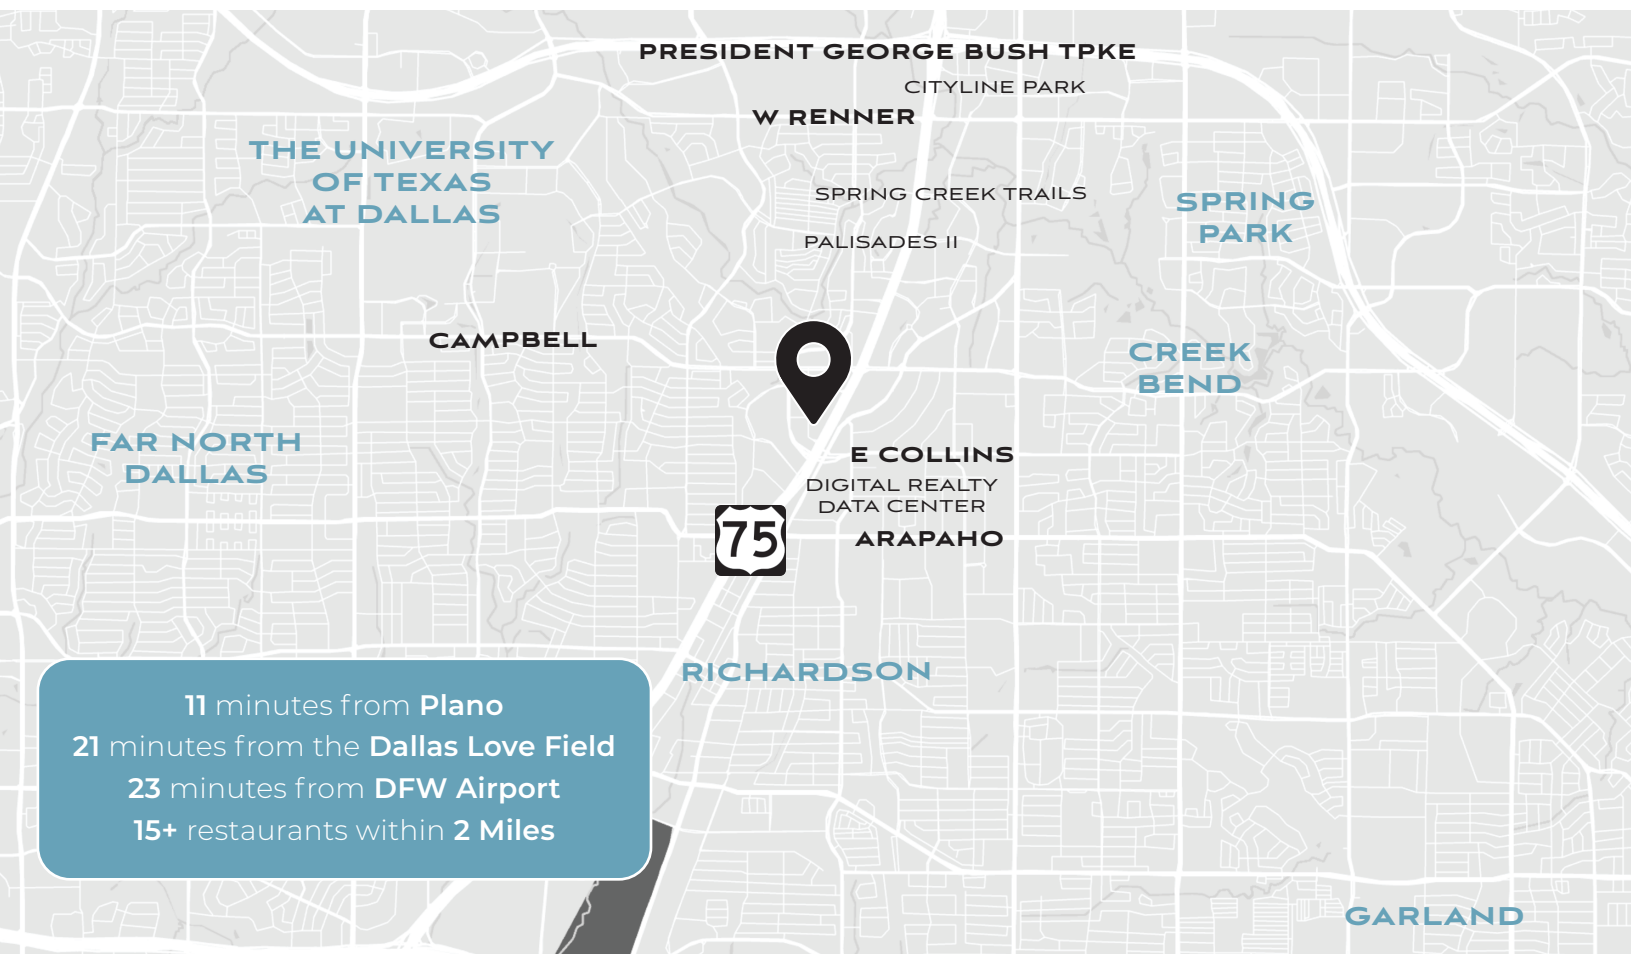 PRESIDENT GEORGE BUSH TPKE
CITYLINE PARK
W RENNER
THE UNIVERSITY
OF TEXAS
AT DALLAS
SPRING CREEK TRAILS
SPRING
PARK
PALISADES II
CAMPBELL
CREEK
BEND
FAR NORTH
DALLAS
E COLLINS
DIGITAL REALTY
DATA CENTER
75
ARAPAHO
RICHARDSON
11 minutes from Plano
21 minutes from the Dallas Love Field
23 minutes from DFW Airport
15+ restaurants within 2 Miles
GARLAND